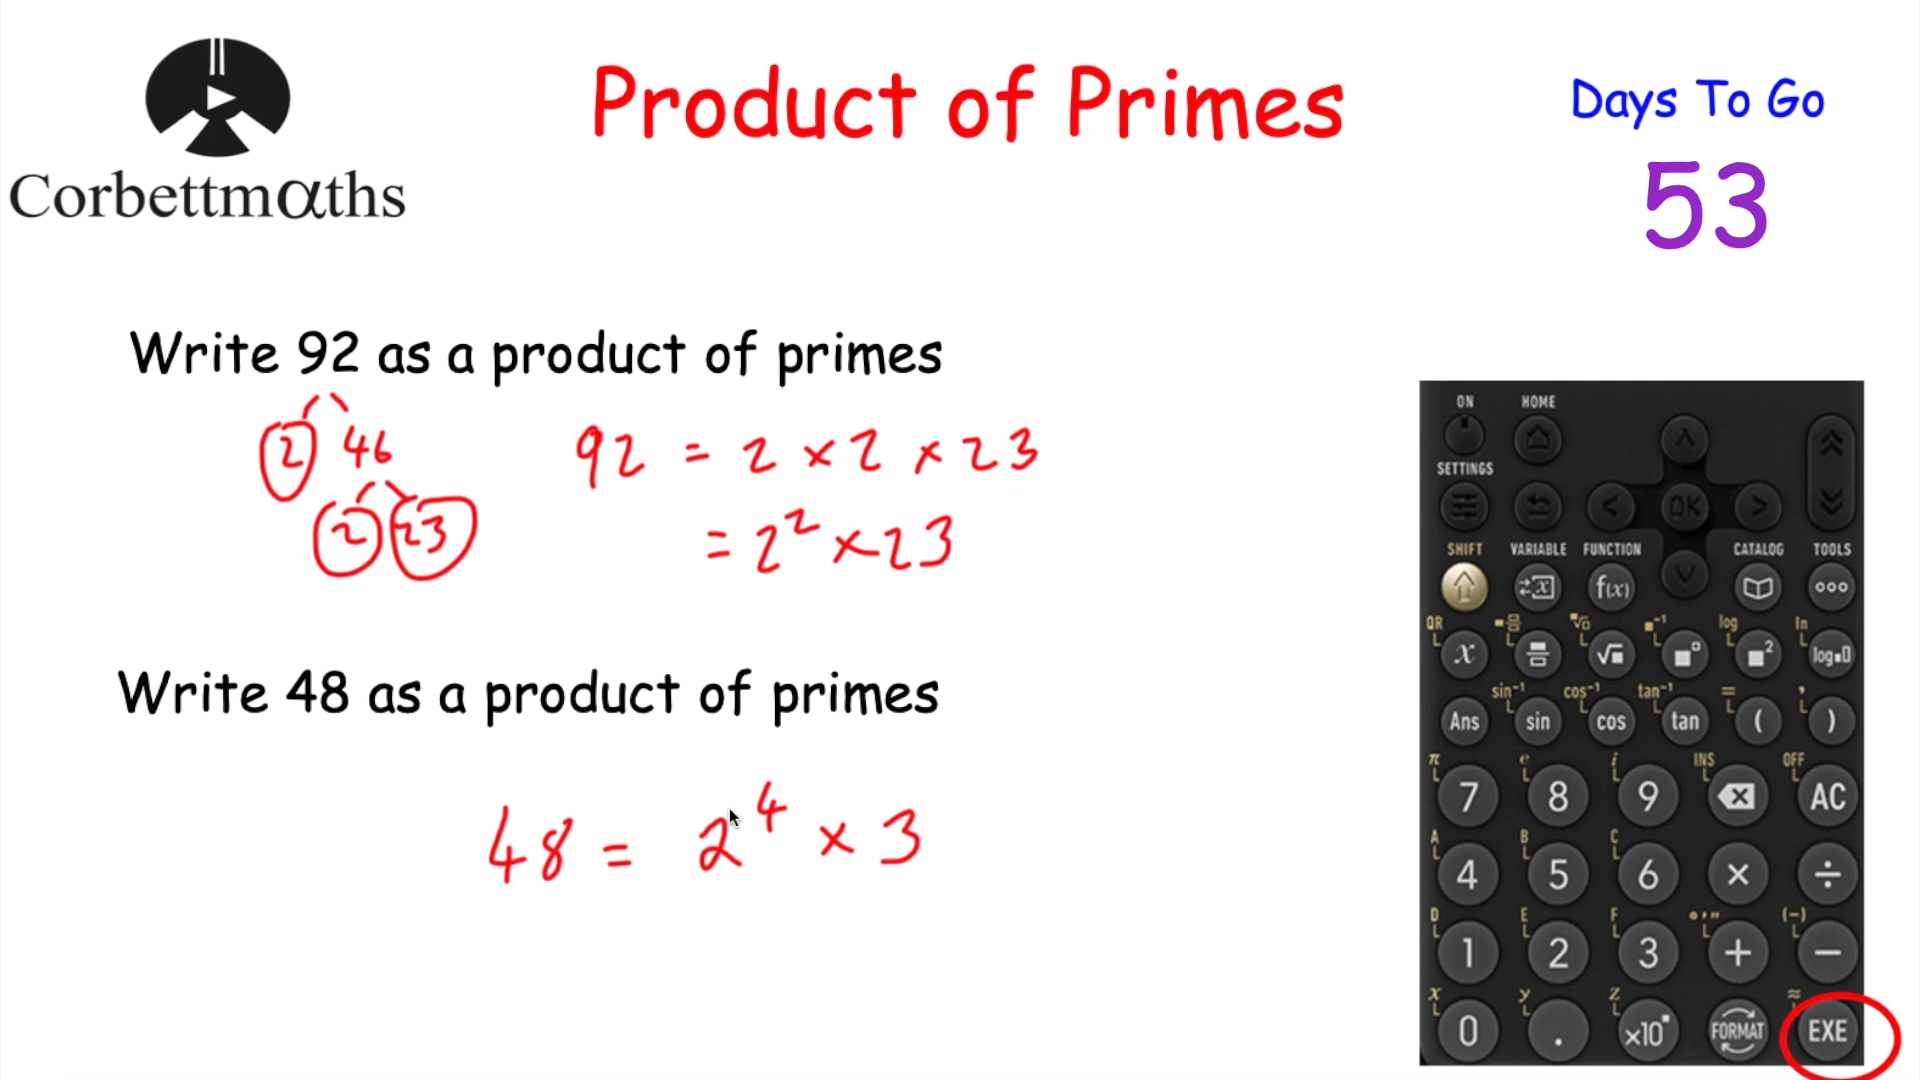 Corbettmαths
Product of Primes
Days To Go
53
Write 92 as a product of primes
2 46
2 23
92 = 2 × 2 × 23
= 2² × 23
Write 48 as a product of primes
48 = 2⁴ × 3
ON HOME
SETTINGS
OK
SHIFT VARIABLE FUNCTION CATALOG TOOLS
x f(x)
QR log ln
x √■ ■□ ■² log■□
sin⁻¹ cos⁻¹ tan⁻¹ = ,
Ans sin cos tan ( )
π e i INS OFF
7 8 9 AC
A B C
4 5 6 × ÷
D E F ° ′ ″ (−)
1 2 3 + −
x y z ≈
0 . ×10■ FORMAT EXE